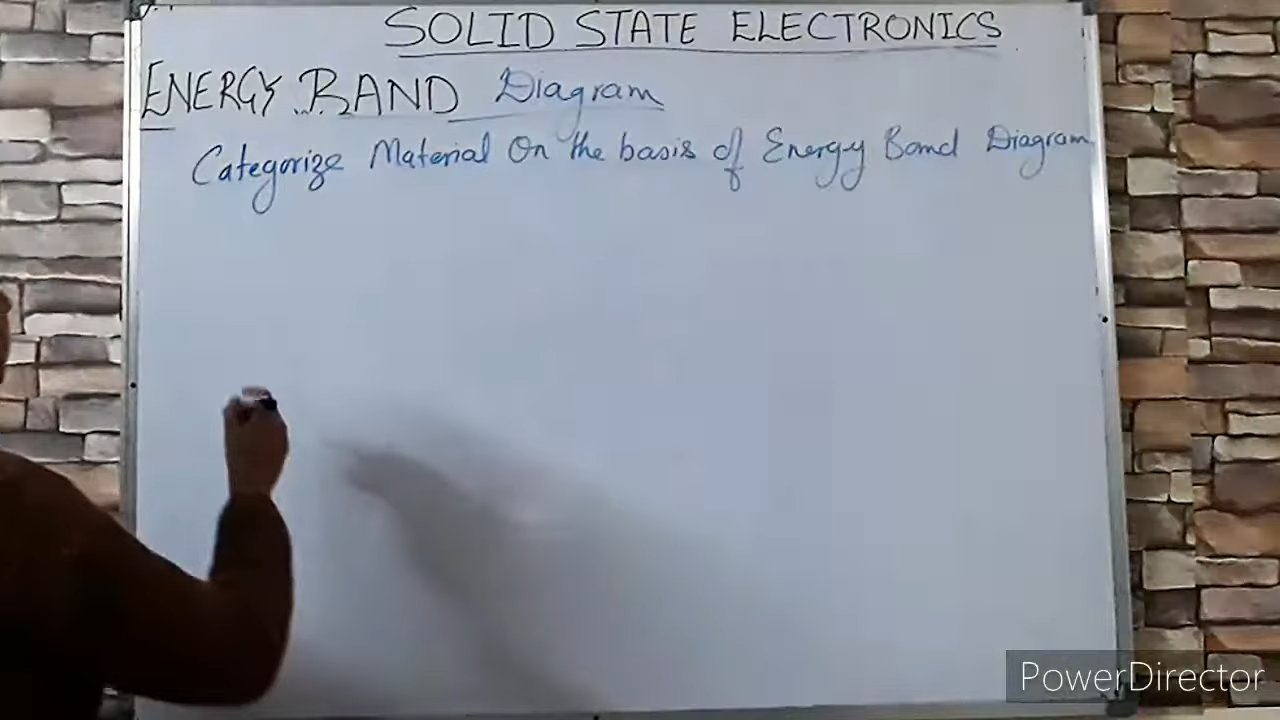 SOLID STATE ELECTRONICS
ENERGY BAND Diagram
Categorize Material On the basis of Energy Band Diagram
PowerDirector